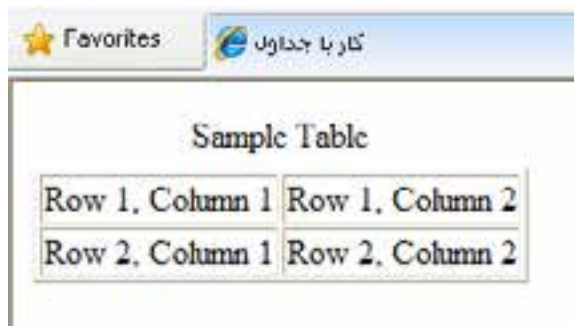 Favorites
کار با جداول
Sample Table
Row 1, Column 1 Row 1, Column 2
Row 2, Column 1 Row 2, Column 2